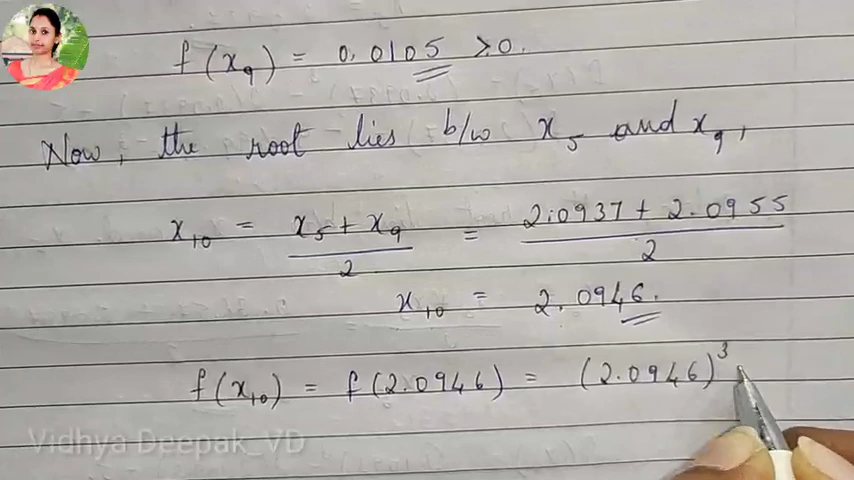 f(x₉) = 0.0105 >0.
Now, the root lies b/w x₅ and x₉,
x₁₀ = x₅ + x₉ / 2 = 2.0937 + 2.0955 / 2
x₁₀ = 2.0946.
f(x₁₀) = f(2.0946) = (2.0946)³
Vidhya Deepak_VD